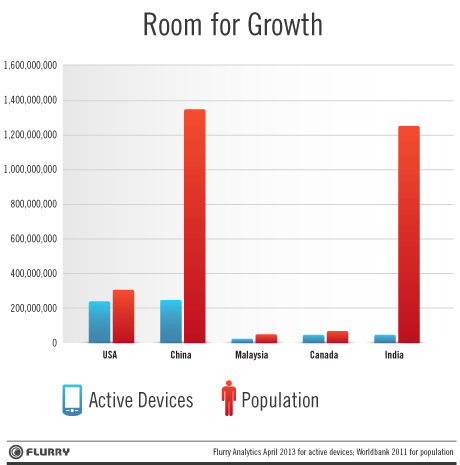 Room for Growth
1,600,000,000
1,400,000,000
1,200,000,000
1,000,000,000
800,000,000
600,000,000
400,000,000
200,000,000
0
USA China Malaysia Canada India
Active Devices Population
FLURRY Flurry Analytics April 2013 for active devices; Worldbank 2011 for population